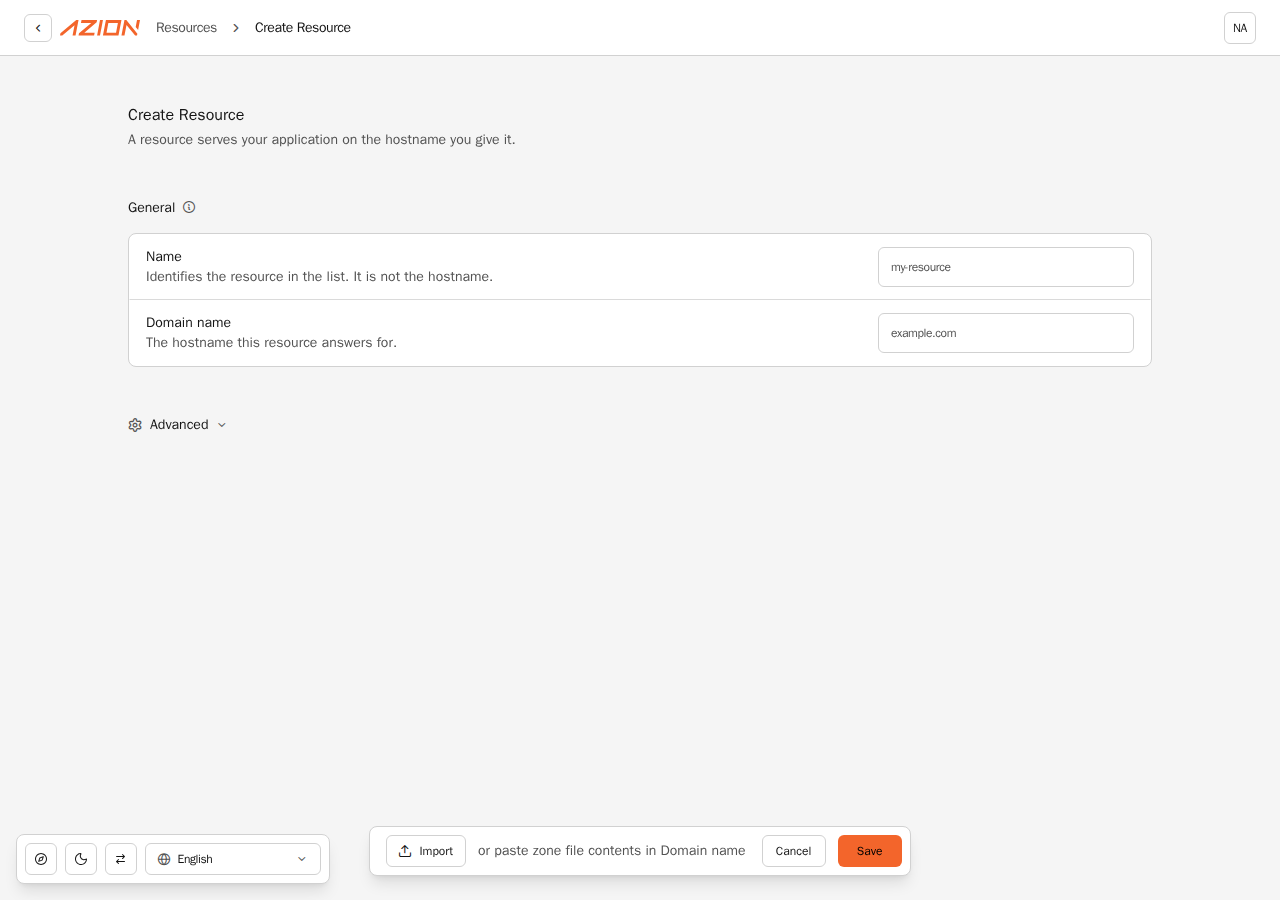 AZION
Resources
Create Resource
NA
Create Resource
A resource serves your application on the hostname you give it.
General
Name
Identifies the resource in the list. It is not the hostname.
my-resource
Domain name
The hostname this resource answers for.
example.com
Advanced
English
Import
or paste zone file contents in Domain name
Cancel
Save